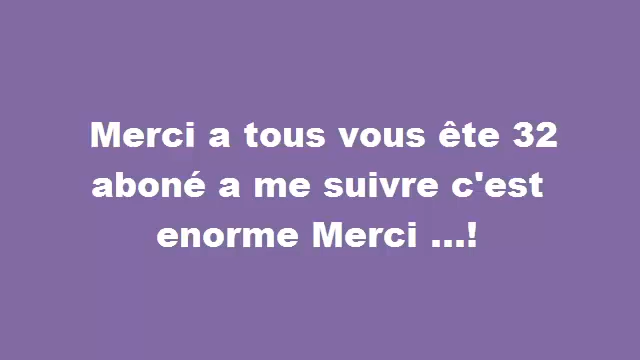 Merci a tous vous ête 32
aboné a me suivre c'est
enorme Merci ...!